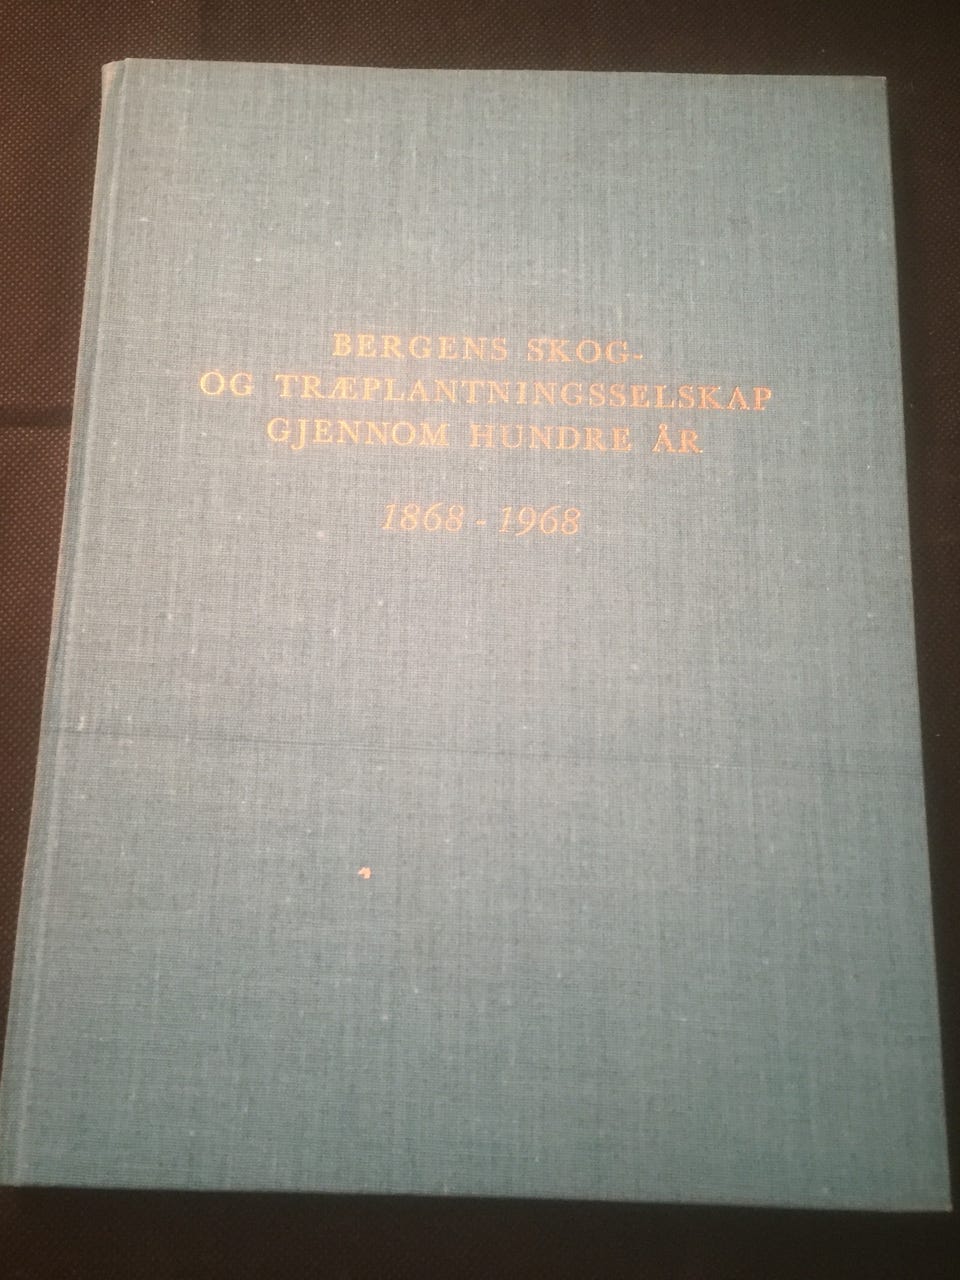 BERGENS SKOG-
OG TRÆPLANTNINGSSELSKAP
GJENNOM HUNDRE ÅR
1868 - 1968